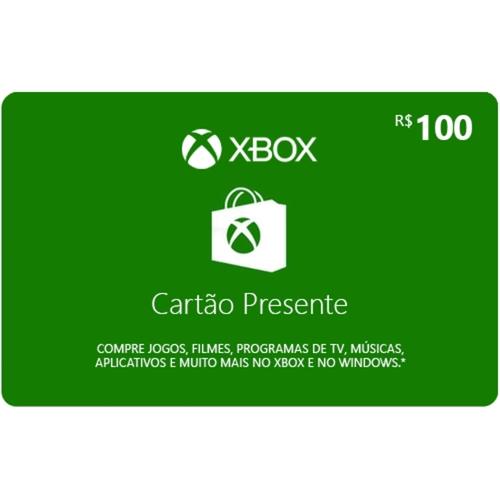 R$ 100
XBOX
Cartão Presente
COMPRE JOGOS, FILMES, PROGRAMAS DE TV, MÚSICAS,
APLICATIVOS E MUITO MAIS NO XBOX E NO WINDOWS.*